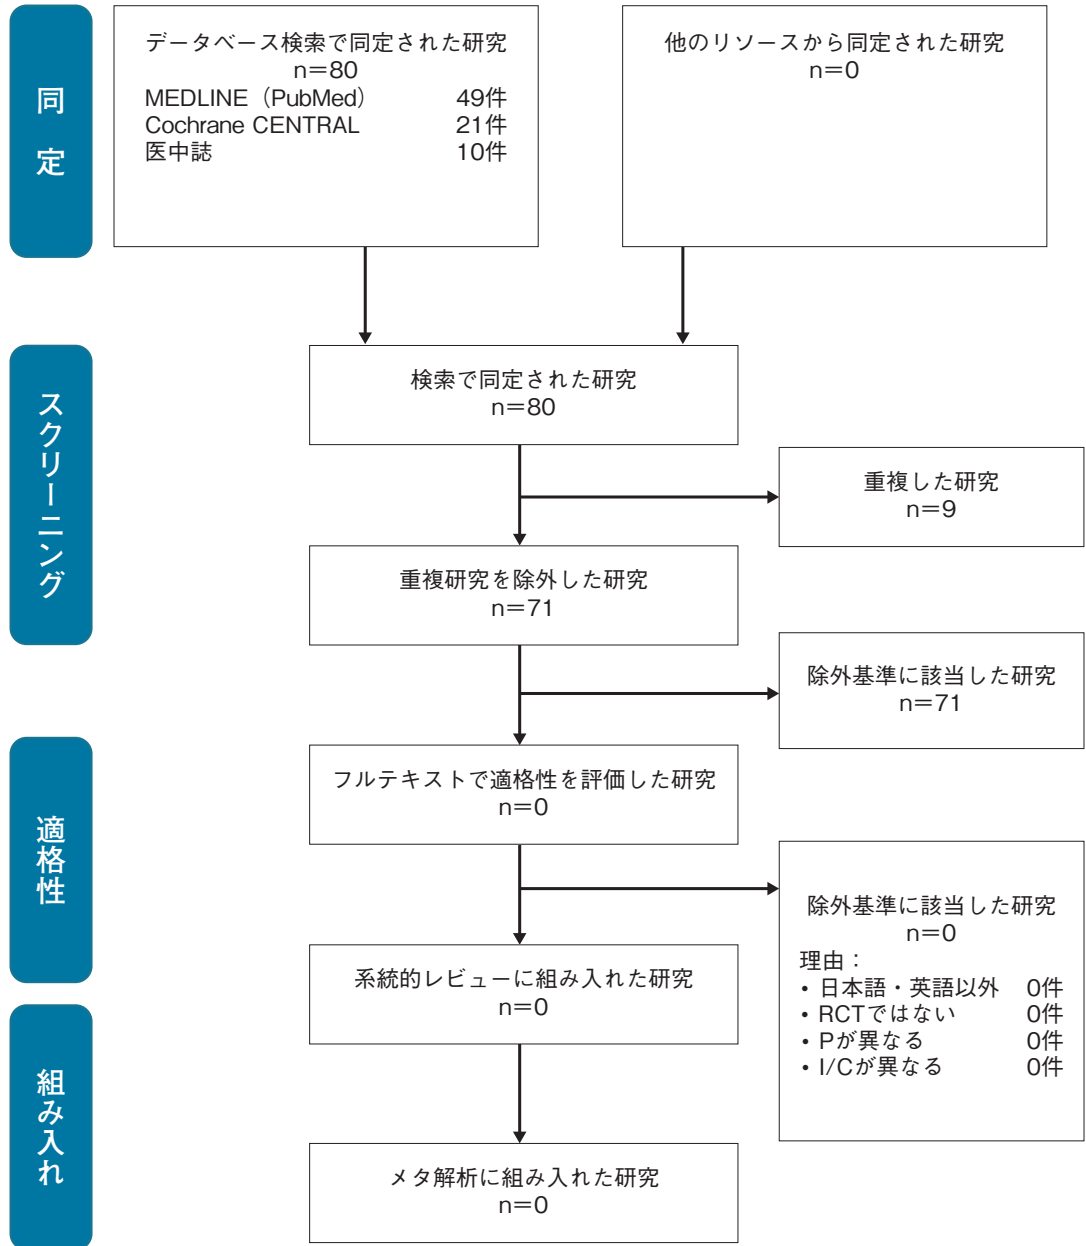 同定
データベース検索で同定された研究
n＝80
MEDLINE（PubMed） 49件
Cochrane CENTRAL 21件
医中誌 10件
他のリソースから同定された研究
n＝0
スクリーニング
検索で同定された研究
n＝80
重複した研究
n＝9
重複研究を除外した研究
n＝71
除外基準に該当した研究
n＝71
適格性
フルテキストで適格性を評価した研究
n＝0
除外基準に該当した研究
n＝0
理由：
• 日本語・英語以外 0件
• RCTではない 0件
• Pが異なる 0件
• I/Cが異なる 0件
系統的レビューに組み入れた研究
n＝0
組み入れ
メタ解析に組み入れた研究
n＝0